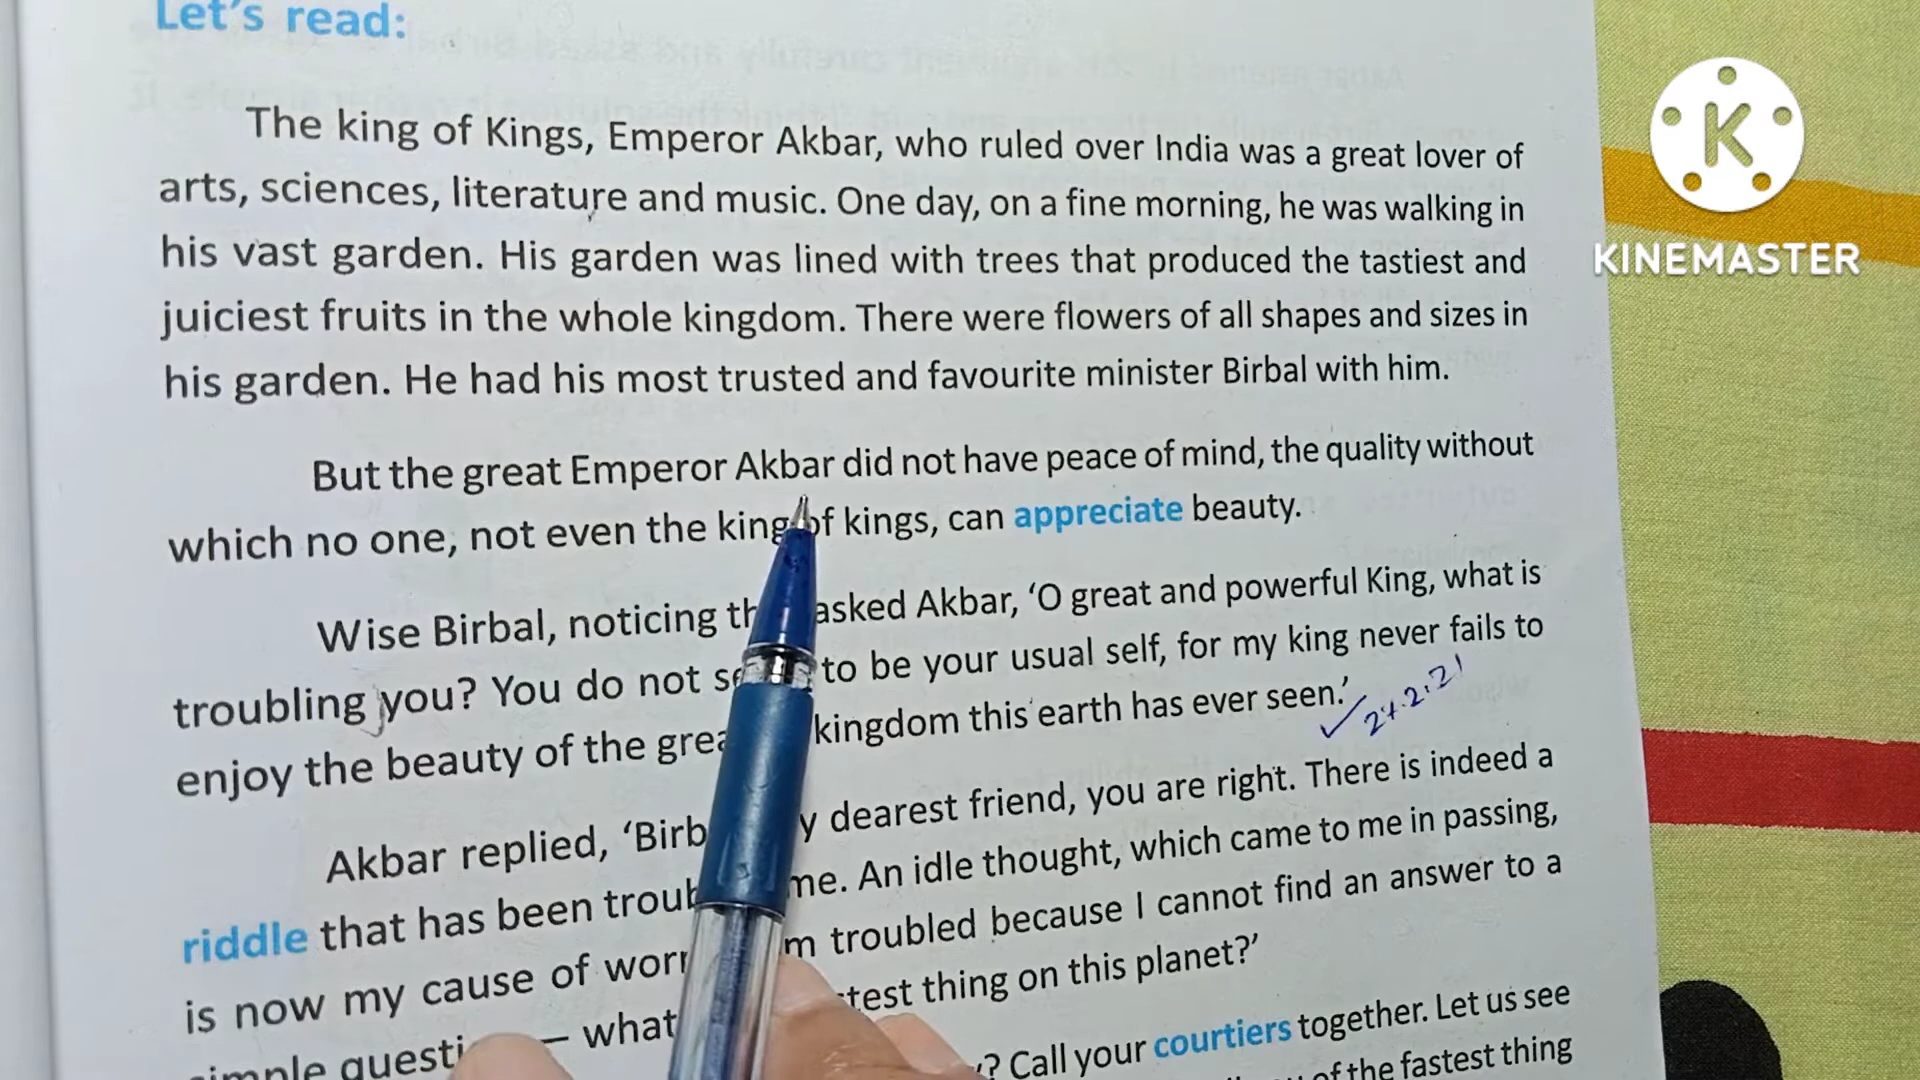 Let's read:
The king of Kings, Emperor Akbar, who ruled over India was a great lover of
arts, sciences, literature and music. One day, on a fine morning, he was walking in
his vast garden. His garden was lined with trees that produced the tastiest and
juiciest fruits in the whole kingdom. There were flowers of all shapes and sizes in
his garden. He had his most trusted and favourite minister Birbal with him.
But the great Emperor Akbar did not have peace of mind, the quality without
which no one, not even the king of kings, can appreciate beauty.
Wise Birbal, noticing asked Akbar, 'O great and powerful King, what is
troubling you? You do not to be your usual self, for my king never fails to
enjoy the beauty of the kingdom this earth has ever seen.'
24.2.21
Akbar replied, 'Birb dearest friend, you are right. There is indeed a
riddle that has been me. An idle thought, which came to me in passing,
is now my cause of troubled because I cannot find an answer to a
simple — what thing on this planet?'
? Call your courtiers together. Let us see
of the fastest thing
K
KINEMASTER